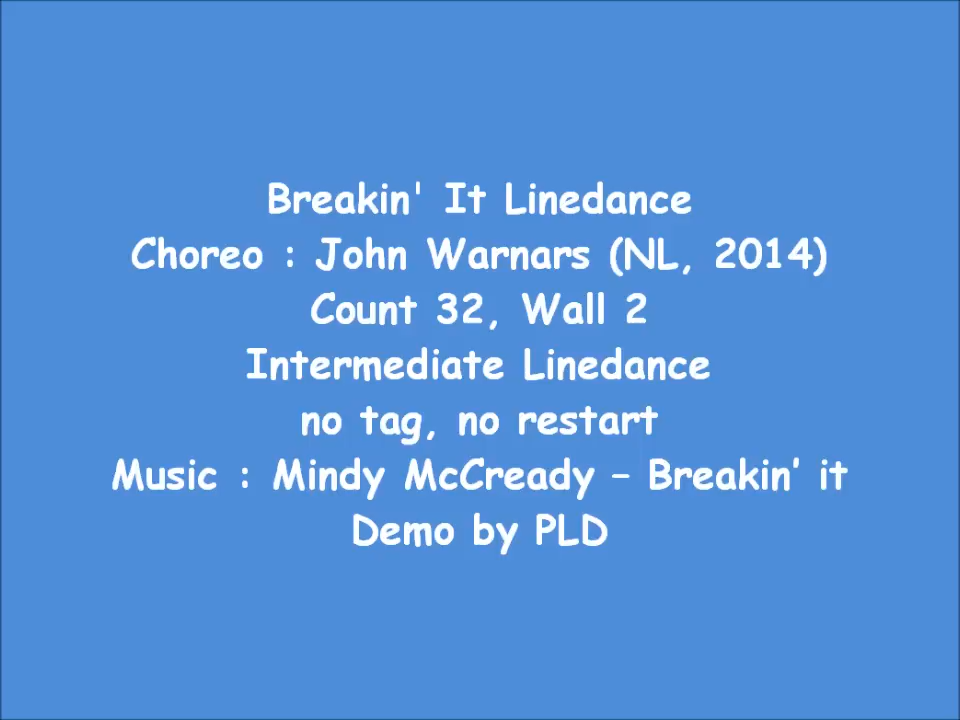 Breakin' It Linedance
Choreo : John Warnars (NL, 2014)
Count 32, Wall 2
Intermediate Linedance
no tag, no restart
Music : Mindy McCready – Breakin’ it
Demo by PLD